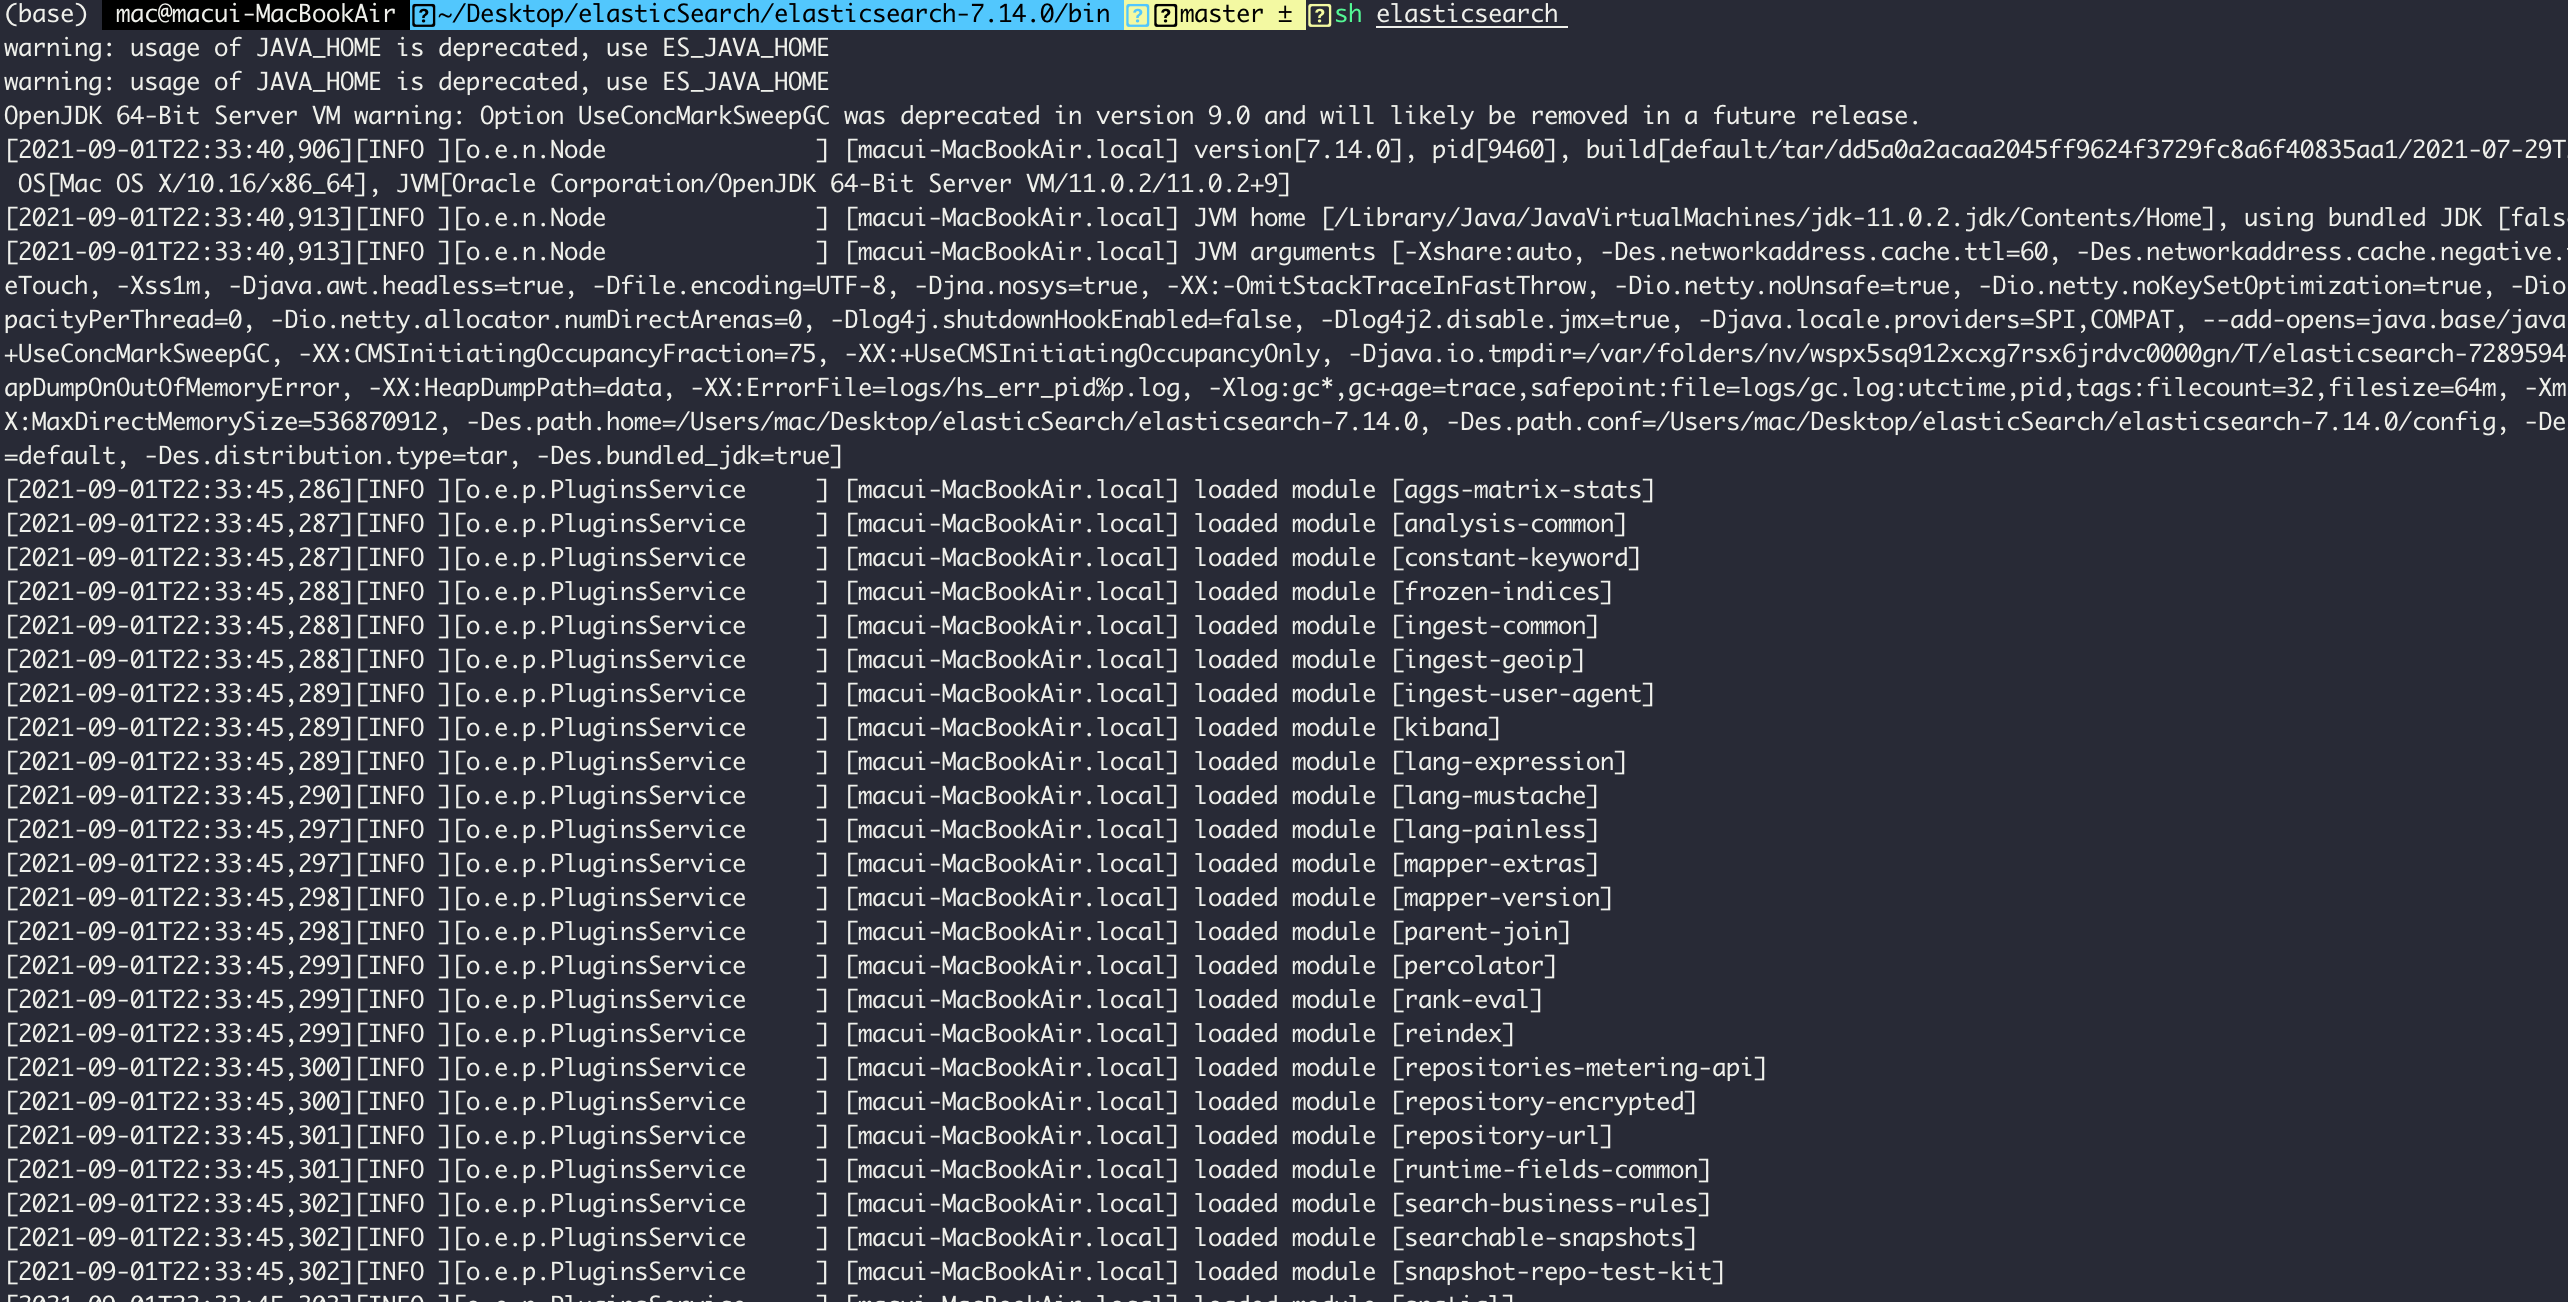 (base) mac@macui-MacBookAir ~/Desktop/elasticSearch/elasticsearch-7.14.0/bin master ± sh elasticsearch
warning: usage of JAVA_HOME is deprecated, use ES_JAVA_HOME
warning: usage of JAVA_HOME is deprecated, use ES_JAVA_HOME
OpenJDK 64-Bit Server VM warning: Option UseConcMarkSweepGC was deprecated in version 9.0 and will likely be removed in a future release.
[2021-09-01T22:33:40,906][INFO ][o.e.n.Node               ] [macui-MacBookAir.local] version[7.14.0], pid[9460], build[default/tar/dd5a0a2acaa2045ff9624f3729fc8a6f40835aa1/2021-07-29T
OS[Mac OS X/10.16/x86_64], JVM[Oracle Corporation/OpenJDK 64-Bit Server VM/11.0.2/11.0.2+9]
[2021-09-01T22:33:40,913][INFO ][o.e.n.Node               ] [macui-MacBookAir.local] JVM home [/Library/Java/JavaVirtualMachines/jdk-11.0.2.jdk/Contents/Home], using bundled JDK [fals
[2021-09-01T22:33:40,913][INFO ][o.e.n.Node               ] [macui-MacBookAir.local] JVM arguments [-Xshare:auto, -Des.networkaddress.cache.ttl=60, -Des.networkaddress.cache.negative.
eTouch, -Xss1m, -Djava.awt.headless=true, -Dfile.encoding=UTF-8, -Djna.nosys=true, -XX:-OmitStackTraceInFastThrow, -Dio.netty.noUnsafe=true, -Dio.netty.noKeySetOptimization=true, -Dio
pacityPerThread=0, -Dio.netty.allocator.numDirectArenas=0, -Dlog4j.shutdownHookEnabled=false, -Dlog4j2.disable.jmx=true, -Djava.locale.providers=SPI,COMPAT, --add-opens=java.base/java
+UseConcMarkSweepGC, -XX:CMSInitiatingOccupancyFraction=75, -XX:+UseCMSInitiatingOccupancyOnly, -Djava.io.tmpdir=/var/folders/nv/wspx5sq912xcxg7rsx6jrdvc0000gn/T/elasticsearch-7289594
apDumpOnOutOfMemoryError, -XX:HeapDumpPath=data, -XX:ErrorFile=logs/hs_err_pid%p.log, -Xlog:gc*,gc+age=trace,safepoint:file=logs/gc.log:utctime,pid,tags:filecount=32,filesize=64m, -Xm
X:MaxDirectMemorySize=536870912, -Des.path.home=/Users/mac/Desktop/elasticSearch/elasticsearch-7.14.0, -Des.path.conf=/Users/mac/Desktop/elasticSearch/elasticsearch-7.14.0/config, -De
=default, -Des.distribution.type=tar, -Des.bundled_jdk=true]
[2021-09-01T22:33:45,286][INFO ][o.e.p.PluginsService     ] [macui-MacBookAir.local] loaded module [aggs-matrix-stats]
[2021-09-01T22:33:45,287][INFO ][o.e.p.PluginsService     ] [macui-MacBookAir.local] loaded module [analysis-common]
[2021-09-01T22:33:45,287][INFO ][o.e.p.PluginsService     ] [macui-MacBookAir.local] loaded module [constant-keyword]
[2021-09-01T22:33:45,288][INFO ][o.e.p.PluginsService     ] [macui-MacBookAir.local] loaded module [frozen-indices]
[2021-09-01T22:33:45,288][INFO ][o.e.p.PluginsService     ] [macui-MacBookAir.local] loaded module [ingest-common]
[2021-09-01T22:33:45,288][INFO ][o.e.p.PluginsService     ] [macui-MacBookAir.local] loaded module [ingest-geoip]
[2021-09-01T22:33:45,289][INFO ][o.e.p.PluginsService     ] [macui-MacBookAir.local] loaded module [ingest-user-agent]
[2021-09-01T22:33:45,289][INFO ][o.e.p.PluginsService     ] [macui-MacBookAir.local] loaded module [kibana]
[2021-09-01T22:33:45,289][INFO ][o.e.p.PluginsService     ] [macui-MacBookAir.local] loaded module [lang-expression]
[2021-09-01T22:33:45,290][INFO ][o.e.p.PluginsService     ] [macui-MacBookAir.local] loaded module [lang-mustache]
[2021-09-01T22:33:45,297][INFO ][o.e.p.PluginsService     ] [macui-MacBookAir.local] loaded module [lang-painless]
[2021-09-01T22:33:45,297][INFO ][o.e.p.PluginsService     ] [macui-MacBookAir.local] loaded module [mapper-extras]
[2021-09-01T22:33:45,298][INFO ][o.e.p.PluginsService     ] [macui-MacBookAir.local] loaded module [mapper-version]
[2021-09-01T22:33:45,298][INFO ][o.e.p.PluginsService     ] [macui-MacBookAir.local] loaded module [parent-join]
[2021-09-01T22:33:45,299][INFO ][o.e.p.PluginsService     ] [macui-MacBookAir.local] loaded module [percolator]
[2021-09-01T22:33:45,299][INFO ][o.e.p.PluginsService     ] [macui-MacBookAir.local] loaded module [rank-eval]
[2021-09-01T22:33:45,299][INFO ][o.e.p.PluginsService     ] [macui-MacBookAir.local] loaded module [reindex]
[2021-09-01T22:33:45,300][INFO ][o.e.p.PluginsService     ] [macui-MacBookAir.local] loaded module [repositories-metering-api]
[2021-09-01T22:33:45,300][INFO ][o.e.p.PluginsService     ] [macui-MacBookAir.local] loaded module [repository-encrypted]
[2021-09-01T22:33:45,301][INFO ][o.e.p.PluginsService     ] [macui-MacBookAir.local] loaded module [repository-url]
[2021-09-01T22:33:45,301][INFO ][o.e.p.PluginsService     ] [macui-MacBookAir.local] loaded module [runtime-fields-common]
[2021-09-01T22:33:45,302][INFO ][o.e.p.PluginsService     ] [macui-MacBookAir.local] loaded module [search-business-rules]
[2021-09-01T22:33:45,302][INFO ][o.e.p.PluginsService     ] [macui-MacBookAir.local] loaded module [searchable-snapshots]
[2021-09-01T22:33:45,302][INFO ][o.e.p.PluginsService     ] [macui-MacBookAir.local] loaded module [snapshot-repo-test-kit]